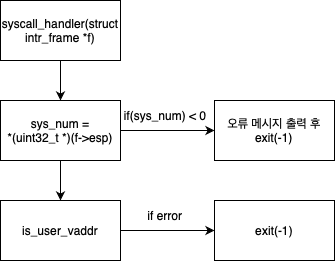 syscall_handler(struct
intr_frame *f)
sys_num =
*(uint32_t *)(f->esp)
if(sys_num) < 0
오류 메시지 출력 후
exit(-1)
is_user_vaddr
if error
exit(-1)